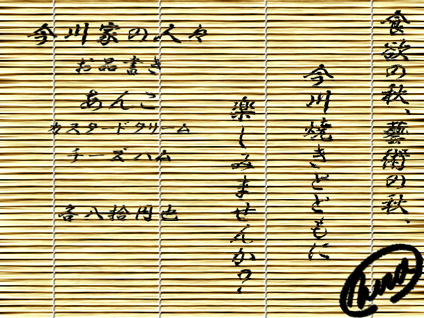 食欲の秋、藝術の秋、
今川焼きとともに
楽しみませんか?
今川家の人々
お品書き
あんこ
カスタードクリーム
チーズハム
各八拾円也